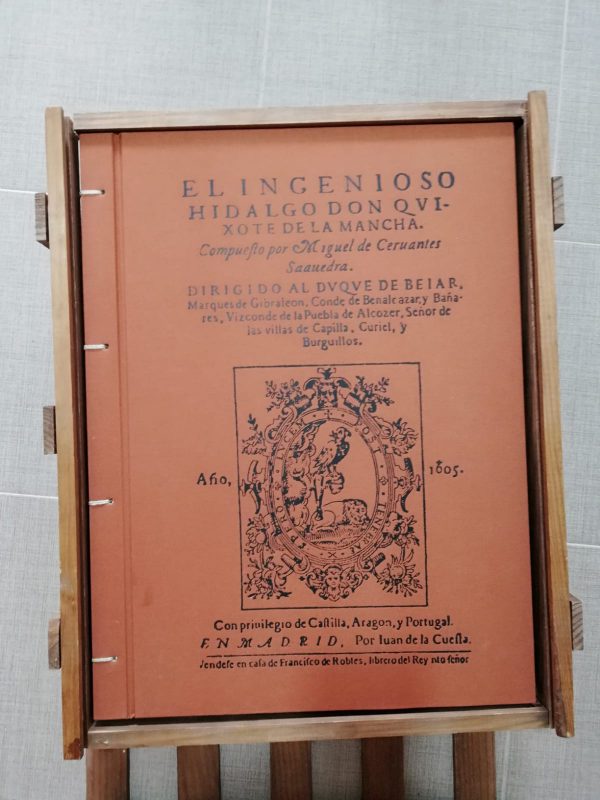 EL INGENIOSO
HIDALGO DON QVI-
XOTE DE LA MANCHA.
Compuesto por Miguel de Ceruantes
Saauedra.
DIRIGIDO AL DVQVE DE BEIAR,
Marques de Gibraleon, Conde de Benalcaçar, y Baña-
res, Vizconde de la Puebla de Alcozer, Señor de
las villas de Capilla, Curiel, y
Burguillos.
Año, 1605.
Con priuilegio de Castilla, Aragon, y Portugal.
EN MADRID, Por Iuan de la Cuesta.
Vendese en casa de Francisco de Robles, librero del Rey nro señor